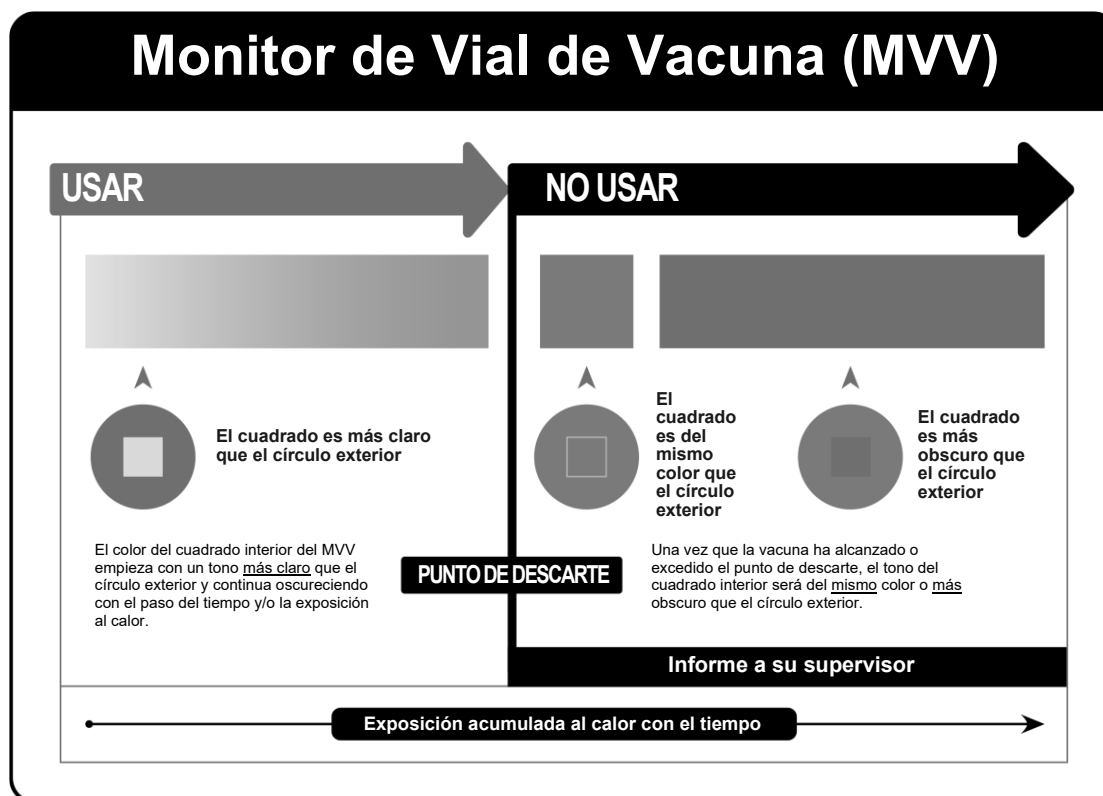 Monitor de Vial de Vacuna (MVV)
USAR
NO USAR
El cuadrado es más claro
que el círculo exterior
El
cuadrado
es del
mismo
color que
el círculo
exterior
El cuadrado
es más
obscuro que
el círculo
exterior
El color del cuadrado interior del MVV
empieza con un tono más claro que el
círculo exterior y continua oscureciendo
con el paso del tiempo y/o la exposición
al calor.
PUNTO DE DESCARTE
Una vez que la vacuna ha alcanzado o
excedido el punto de descarte, el tono del
cuadrado interior será del mismo color o más
obscuro que el círculo exterior.
Informe a su supervisor
Exposición acumulada al calor con el tiempo